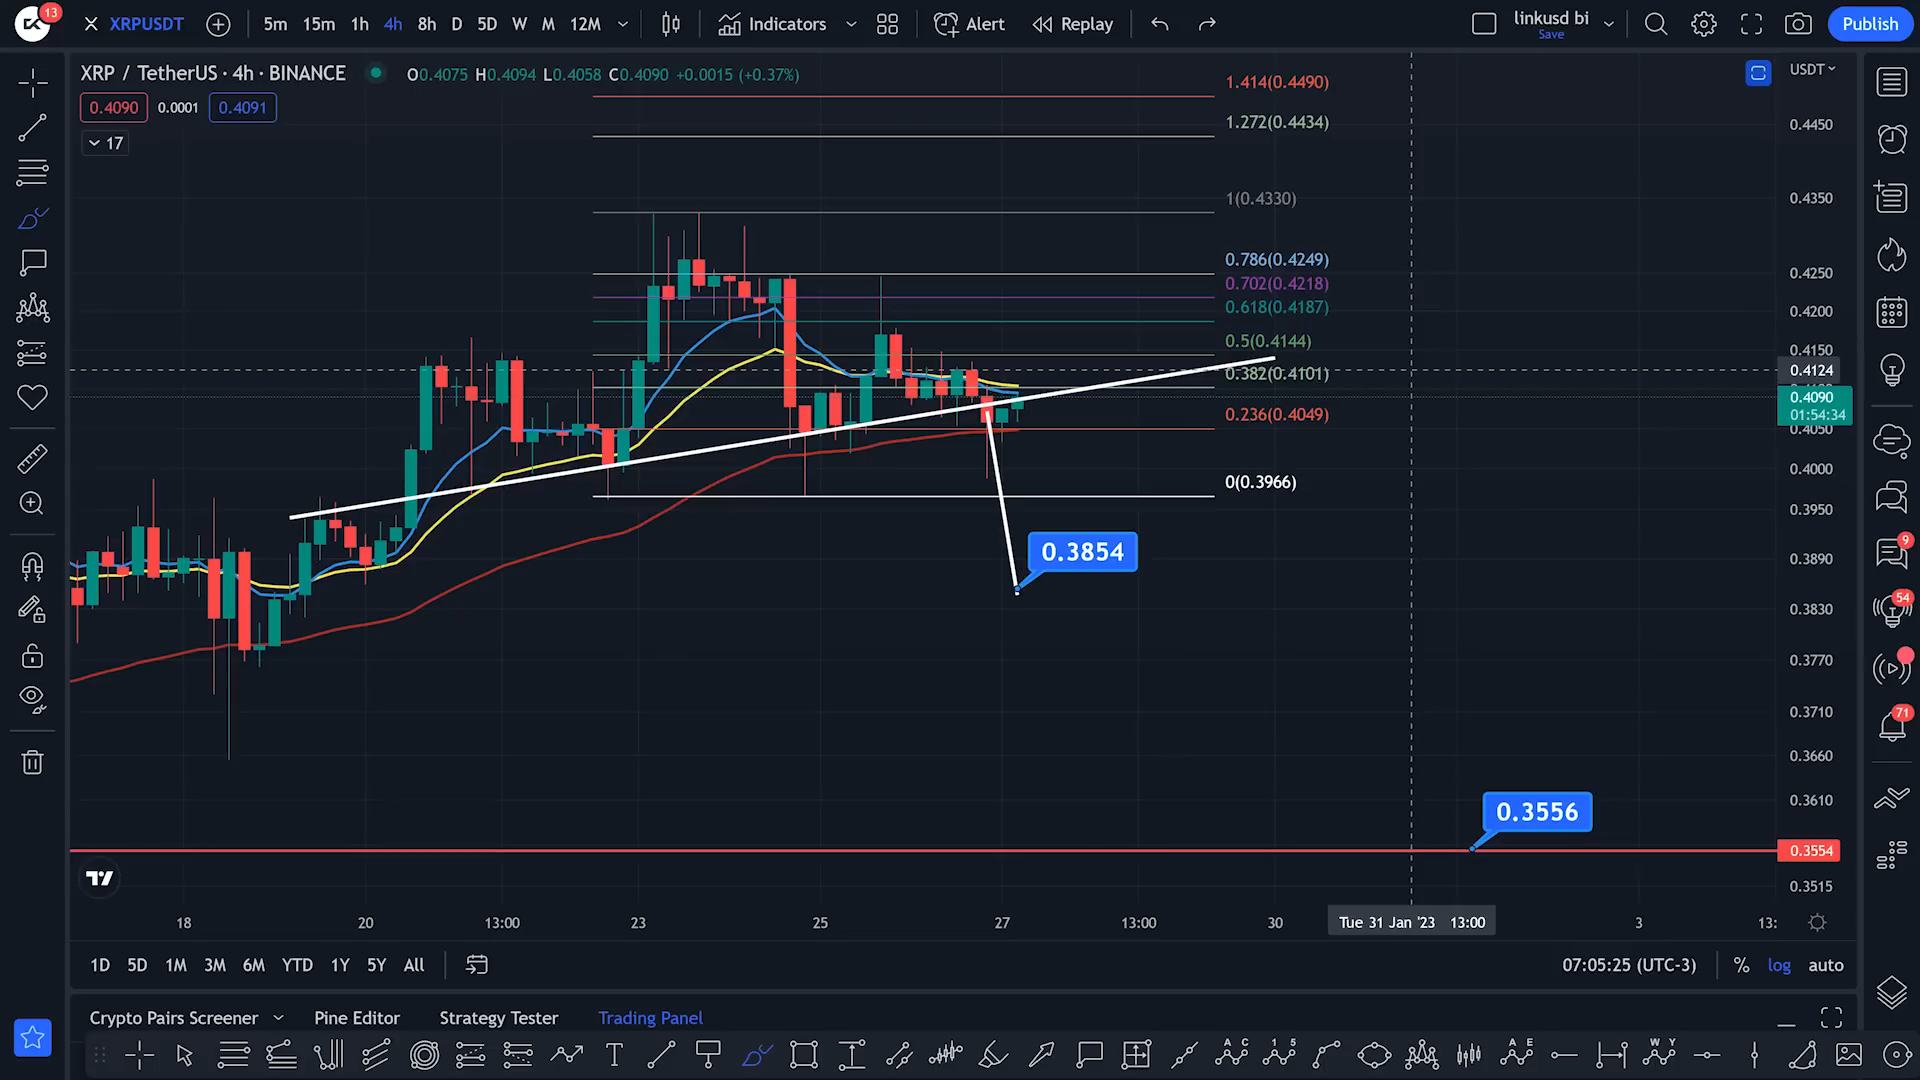 13
XRPUSDT
5m 15m 1h 4h 8h D 5D W M 12M
Indicators
Alert
Replay
linkusd bi
Save
Publish
XRP / TetherUS · 4h · BINANCE
O0.4075 H0.4094 L0.4058 C0.4090 +0.0015 (+0.37%)
0.4090 0.0001 0.4091
17
USDT
1.414(0.4490)
1.272(0.4434)
1(0.4330)
0.786(0.4249)
0.702(0.4218)
0.618(0.4187)
0.5(0.4144)
0.382(0.4101)
0.236(0.4049)
0(0.3966)
0.3854
0.3556
0.4450
0.4350
0.4250
0.4200
0.4150
0.4124
0.4090
01:54:34
0.4050
0.4000
0.3950
0.3890
0.3830
0.3770
0.3710
0.3660
0.3610
0.3554
0.3515
9
54
71
18 20 13:00 23 25 27 13:00 30 Tue 31 Jan '23 13:00 3 13:
1D 5D 1M 3M 6M YTD 1Y 5Y All
07:05:25 (UTC-3) % log auto
Crypto Pairs Screener Pine Editor Strategy Tester Trading Panel